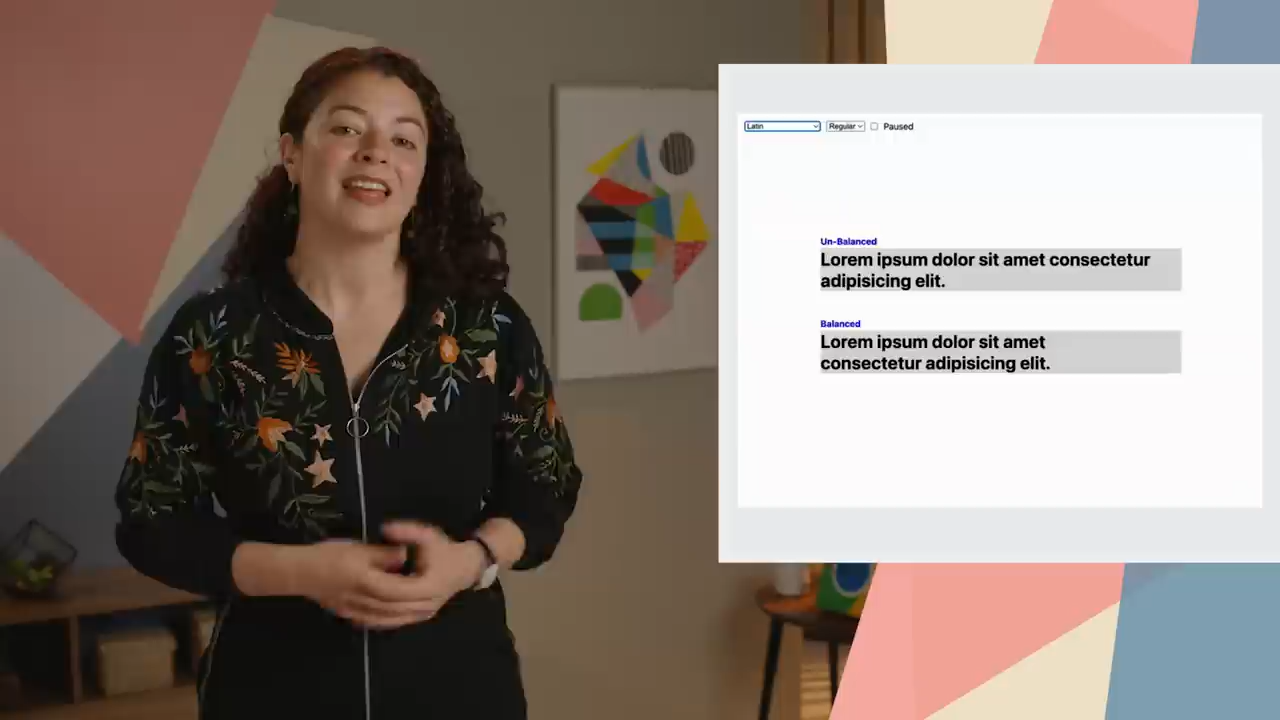 Latin Regular Paused
Un-Balanced
Lorem ipsum dolor sit amet consectetur
adipisicing elit.
Balanced
Lorem ipsum dolor sit amet
consectetur adipisicing elit.